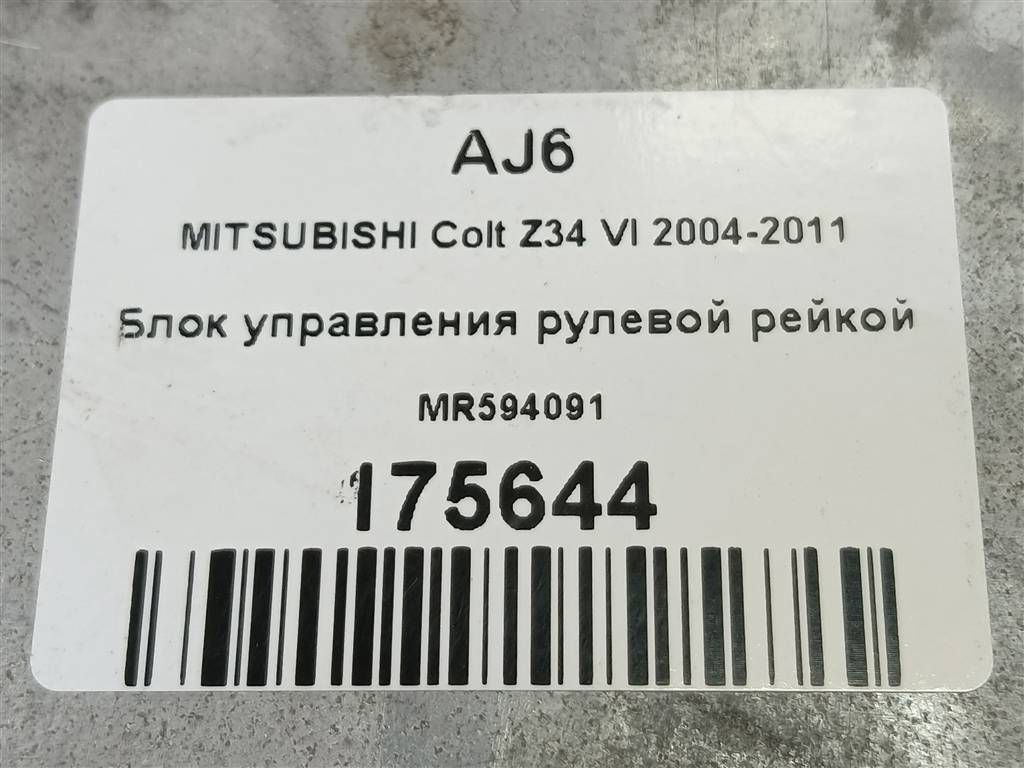 AJ6
MITSUBISHI Colt Z34 VI 2004-2011
Блок управления рулевой рейкой
MR594091
175644